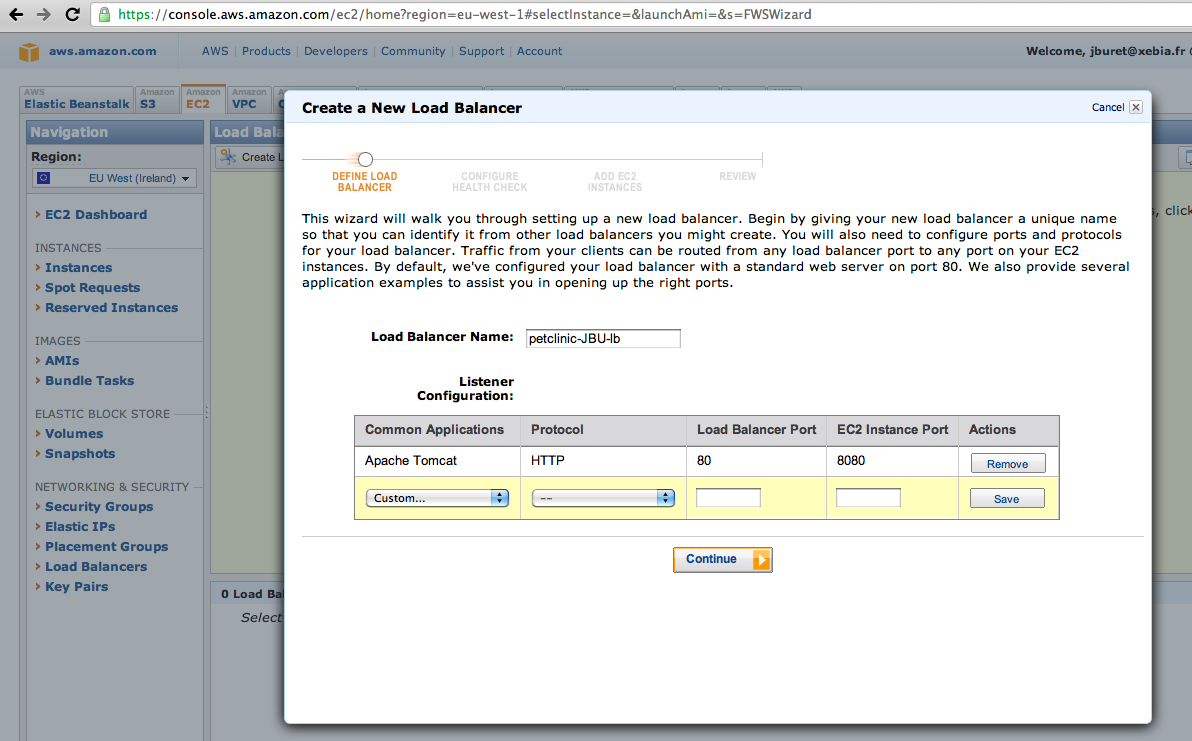 https://console.aws.amazon.com/ec2/home?region=eu-west-1#selectInstance=&launchAmi=&s=FWSWizard
aws.amazon.com
AWS | Products | Developers | Community | Support | Account
Welcome, jburet@xebia.fr
AWS
Elastic Beanstalk
Amazon
S3
Amazon
EC2
Amazon
VPC
Navigation
Region:
EU West (Ireland)
EC2 Dashboard
INSTANCES
Instances
Spot Requests
Reserved Instances
IMAGES
AMIs
Bundle Tasks
ELASTIC BLOCK STORE
Volumes
Snapshots
NETWORKING & SECURITY
Security Groups
Elastic IPs
Placement Groups
Load Balancers
Key Pairs
Load Bala
Create L
s, click
0 Load Bal
Select
Create a New Load Balancer
Cancel
DEFINE LOAD
BALANCER
CONFIGURE
HEALTH CHECK
ADD EC2
INSTANCES
REVIEW
This wizard will walk you through setting up a new load balancer. Begin by giving your new load balancer a unique name
so that you can identify it from other load balancers you might create. You will also need to configure ports and protocols
for your load balancer. Traffic from your clients can be routed from any load balancer port to any port on your EC2
instances. By default, we've configured your load balancer with a standard web server on port 80. We also provide several
application examples to assist you in opening up the right ports.
Load Balancer Name: petclinic-JBU-lb
Listener
Configuration:
Common Applications Protocol Load Balancer Port EC2 Instance Port Actions
Apache Tomcat HTTP 80 8080 Remove
Custom... -- Save
Continue